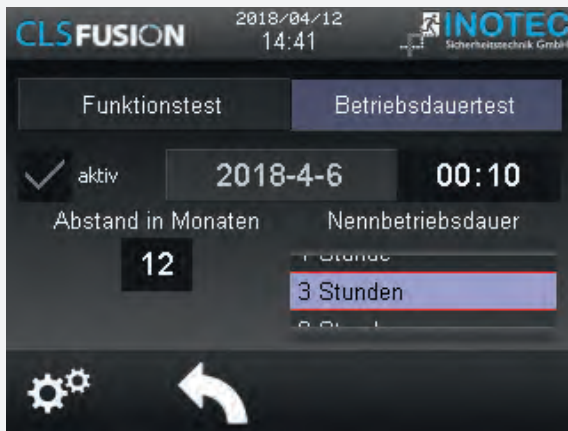 CLSFUSION
2018/04/12
14:41
INOTEC
Sicherheitstechnik GmbH
Funktionstest
Betriebsdauertest
aktiv
2018-4-6
00:10
Abstand in Monaten
Nennbetriebsdauer
12
3 Stunden